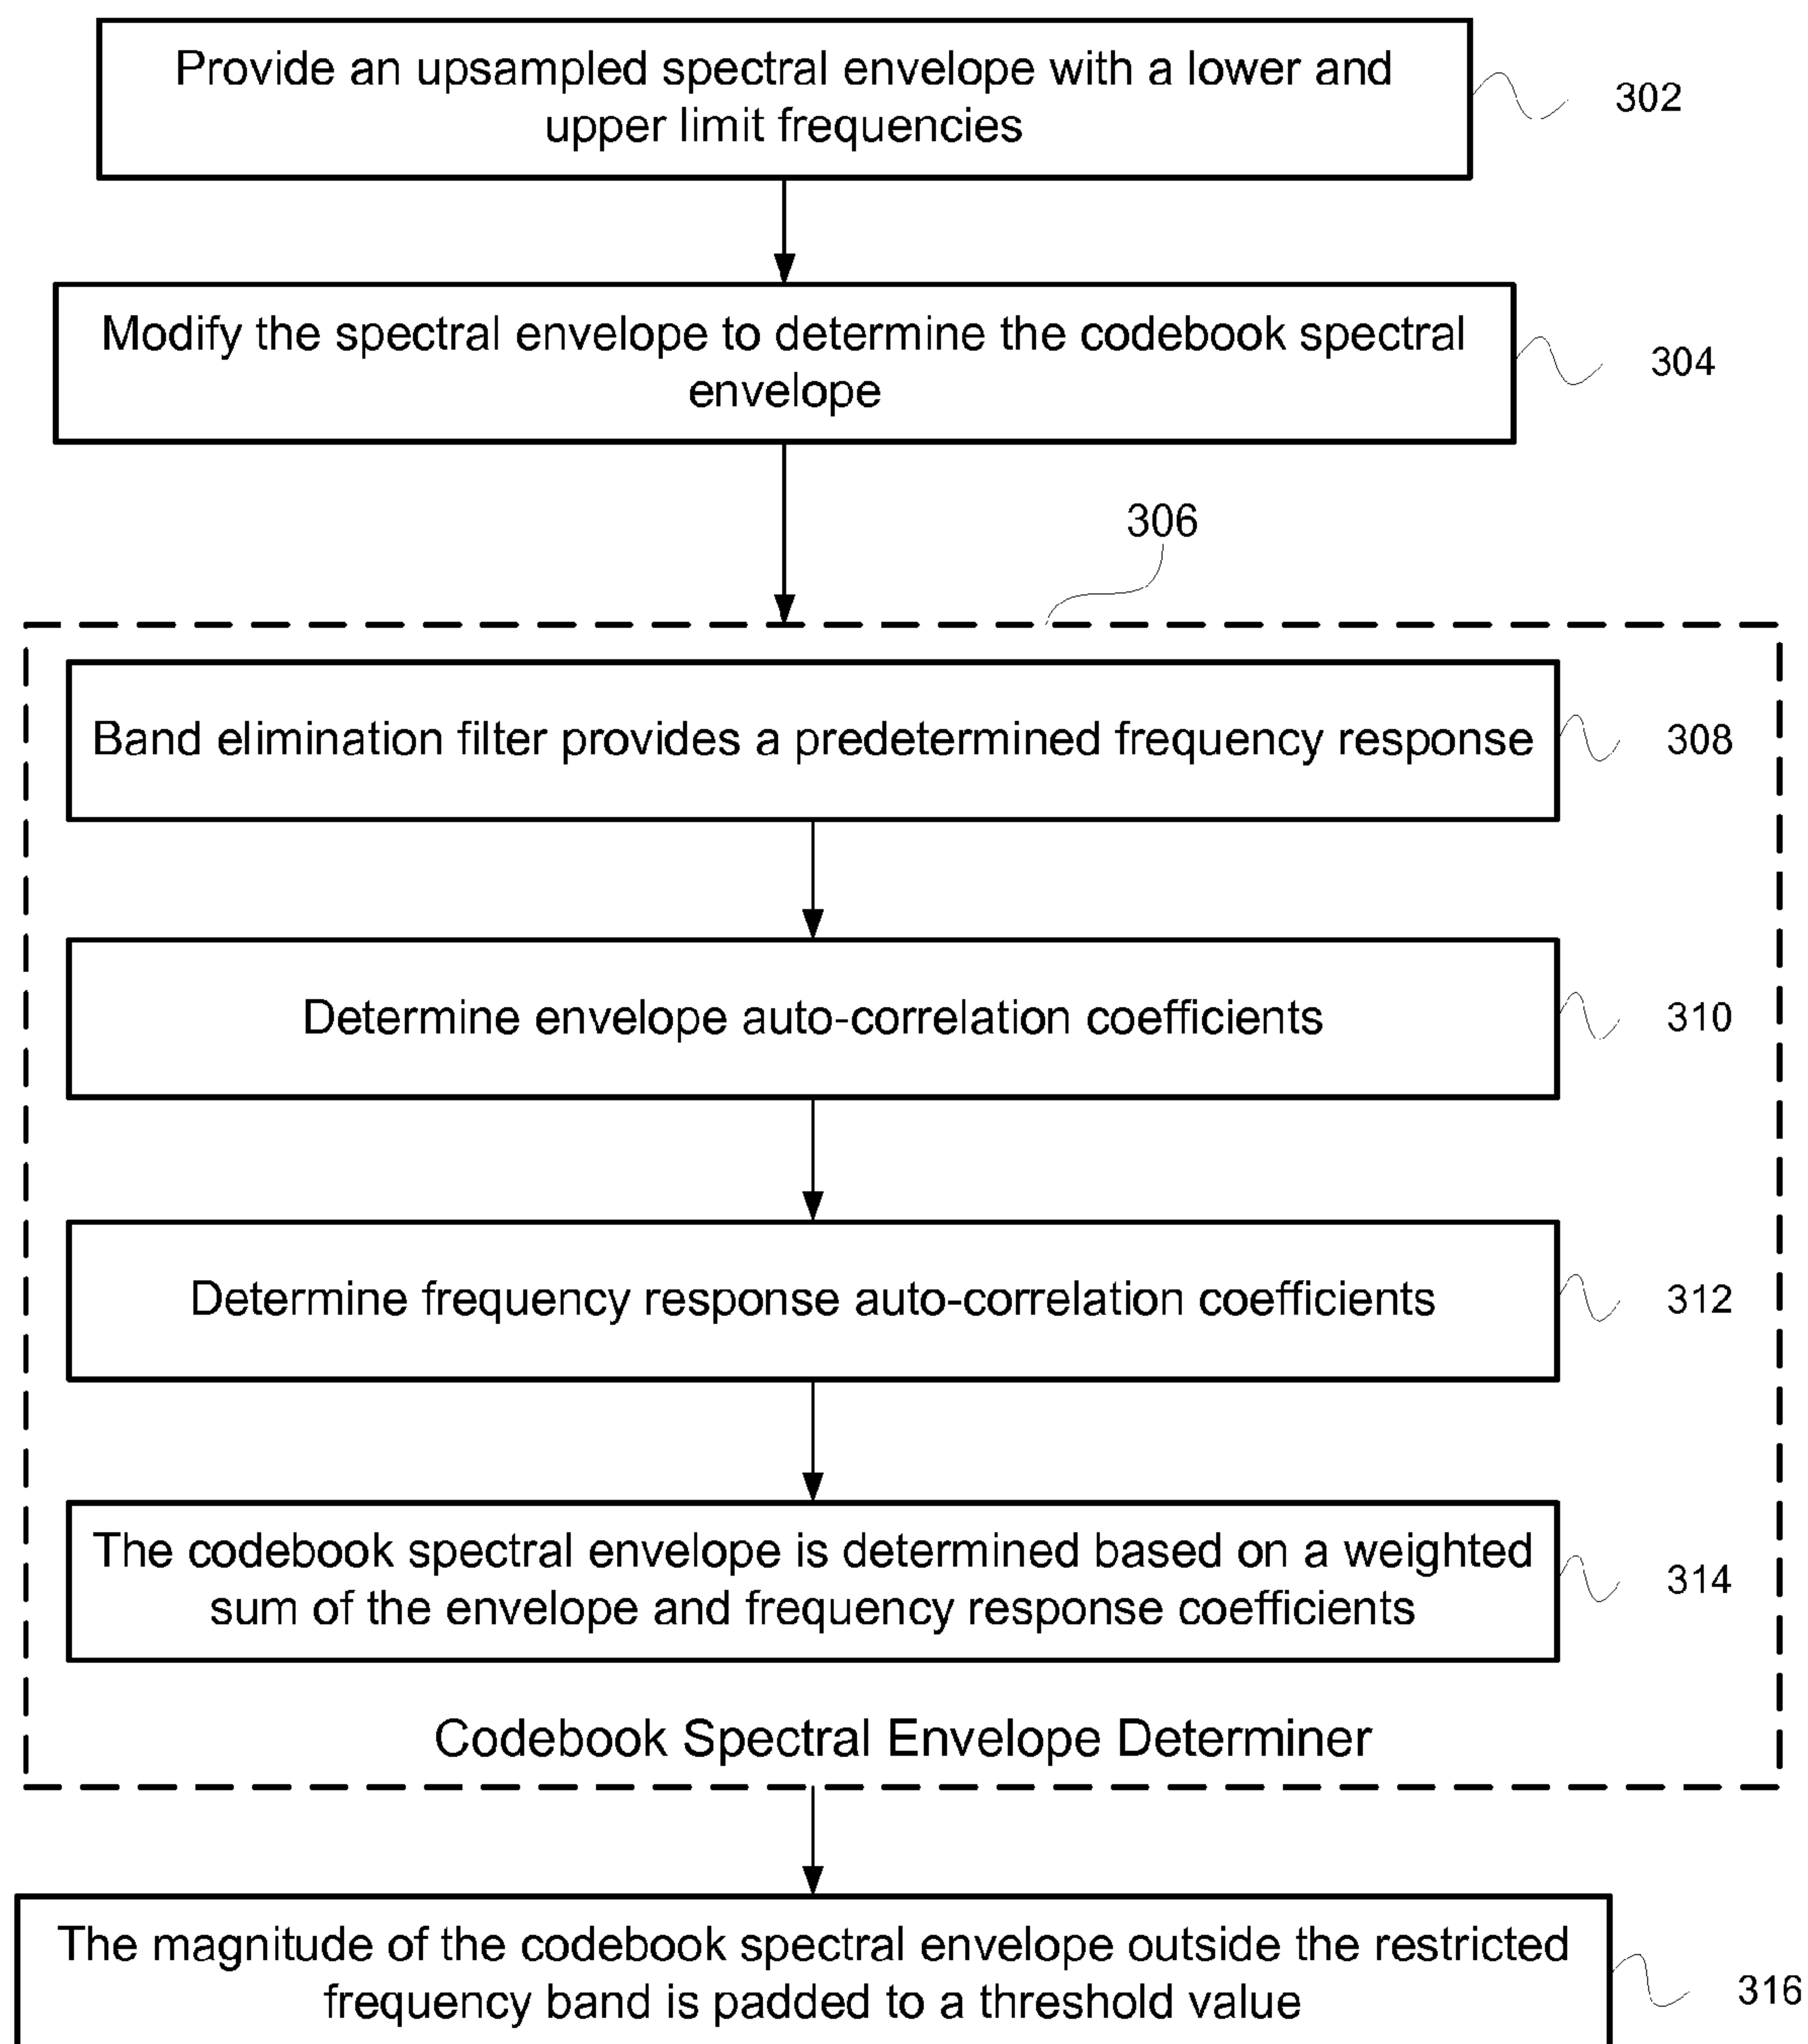 Provide an upsampled spectral envelope with a lower and
upper limit frequencies
302
Modify the spectral envelope to determine the codebook spectral
envelope
304
306
Band elimination filter provides a predetermined frequency response
308
Determine envelope auto-correlation coefficients
310
Determine frequency response auto-correlation coefficients
312
The codebook spectral envelope is determined based on a weighted
sum of the envelope and frequency response coefficients
314
Codebook Spectral Envelope Determiner
The magnitude of the codebook spectral envelope outside the restricted
frequency band is padded to a threshold value
316